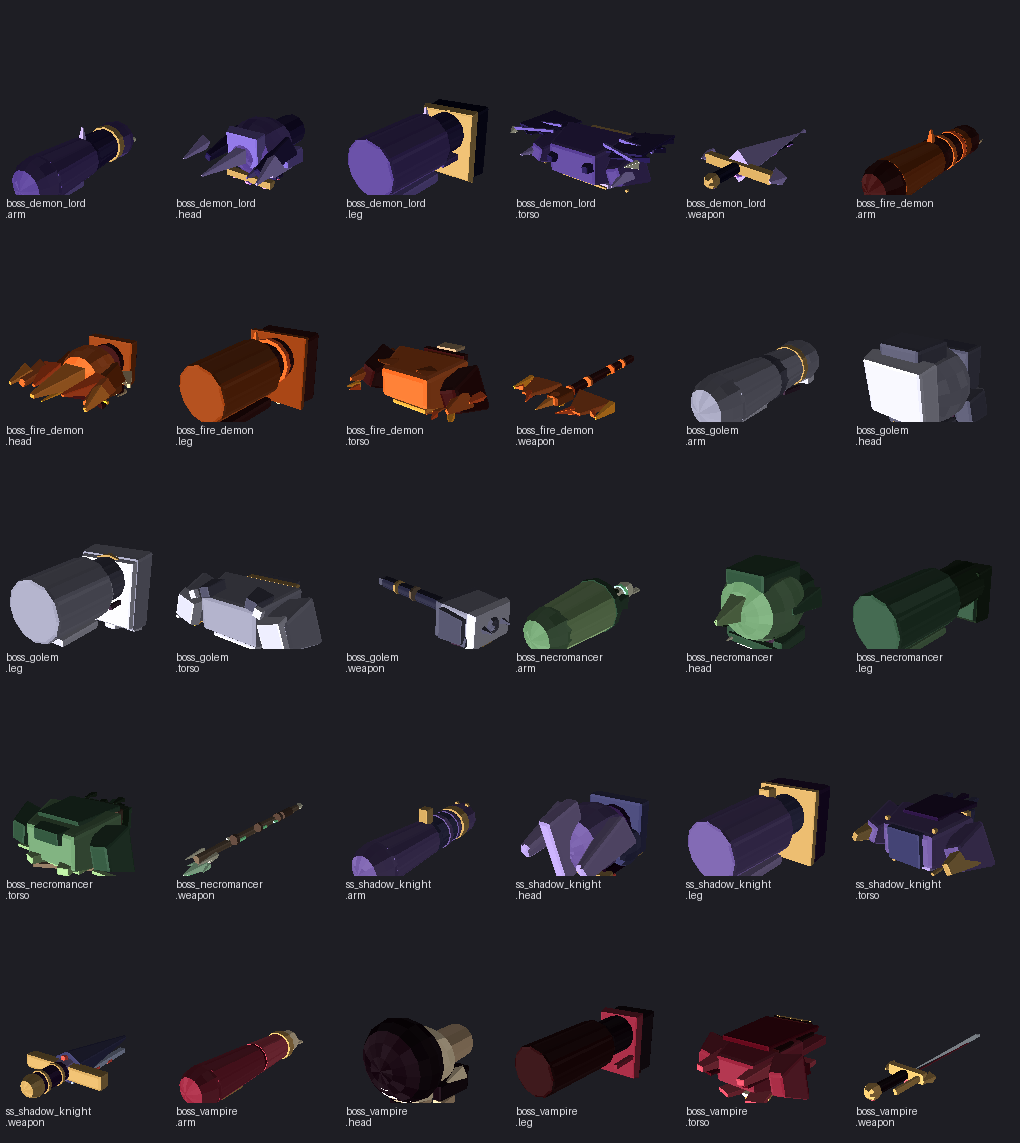 boss_demon_lord
.arm
boss_demon_lord
.head
boss_demon_lord
.leg
boss_demon_lord
.torso
boss_demon_lord
.weapon
boss_fire_demon
.arm
boss_fire_demon
.head
boss_fire_demon
.leg
boss_fire_demon
.torso
boss_fire_demon
.weapon
boss_golem
.arm
boss_golem
.head
boss_golem
.leg
boss_golem
.torso
boss_golem
.weapon
boss_necromancer
.arm
boss_necromancer
.head
boss_necromancer
.leg
boss_necromancer
.torso
boss_necromancer
.weapon
ss_shadow_knight
.arm
ss_shadow_knight
.head
ss_shadow_knight
.leg
ss_shadow_knight
.torso
ss_shadow_knight
.weapon
boss_vampire
.arm
boss_vampire
.head
boss_vampire
.leg
boss_vampire
.torso
boss_vampire
.weapon